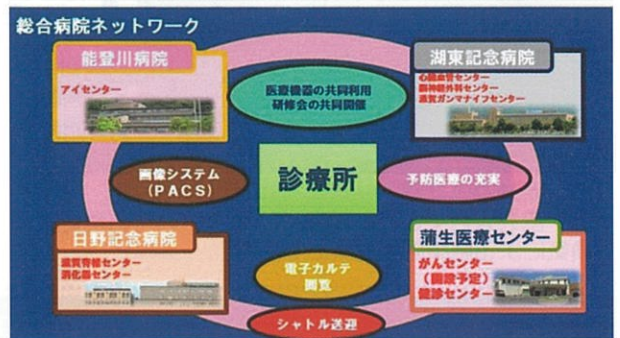 総合病院ネットワーク
能登川病院
アイセンター
医療機器の共同利用
研修会の共同開催
湖東記念病院
心臓血管センター
脳神経外科センター
滋賀ガンマナイフセンター
画像システム
(PACS)
診療所
予防医療の充実
日野記念病院
滋賀脊椎センター
消化器センター
電子カルテ
閲覧
蒲生医療センター
がんセンター
(開設予定)
健診センター
シャトル送迎